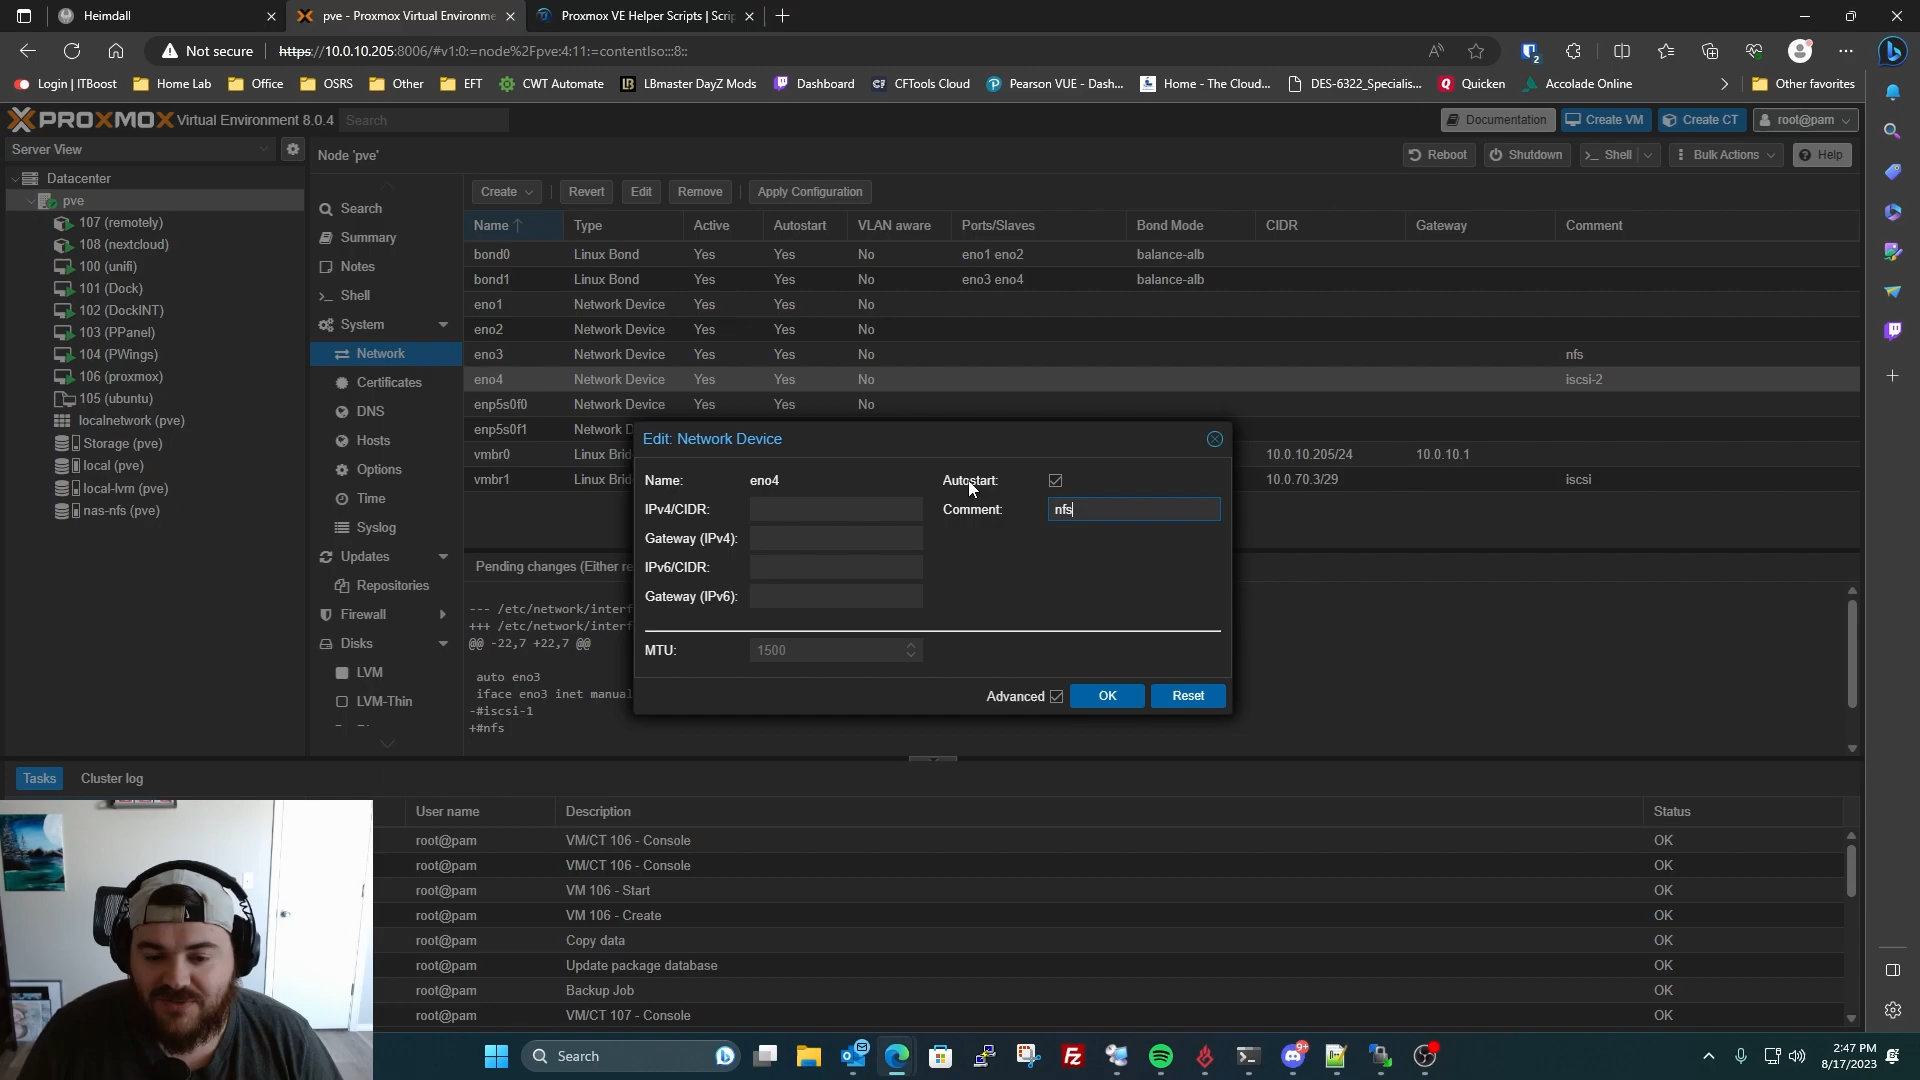 Heimdall
pve - Proxmox Virtual Environme
Proxmox VE Helper Scripts | Scri
Not secure
https://10.0.10.205:8006/#v1:0:=node%2Fpve:4:11:=contentIso:::8::
Login | ITBoost
Home Lab
Office
OSRS
Other
EFT
CWT Automate
LBmaster DayZ Mods
Dashboard
CFTools Cloud
Pearson VUE - Dash...
Home - The Cloud...
DES-6322_Specialis...
Quicken
Accolade Online
Other favorites
PROXMOX Virtual Environment 8.0.4
Search
Documentation
Create VM
Create CT
root@pam
Server View
Node 'pve'
Reboot
Shutdown
Shell
Bulk Actions
Help
Datacenter
pve
107 (remotely)
108 (nextcloud)
100 (unifi)
101 (Dock)
102 (DockINT)
103 (PPanel)
104 (PWings)
106 (proxmox)
105 (ubuntu)
localnetwork (pve)
Storage (pve)
local (pve)
local-lvm (pve)
nas-nfs (pve)
Search
Summary
Notes
Shell
System
Network
Certificates
DNS
Hosts
Options
Time
Syslog
Updates
Repositories
Firewall
Disks
LVM
LVM-Thin
Create
Revert
Edit
Remove
Apply Configuration
Name Type Active Autostart VLAN aware Ports/Slaves Bond Mode CIDR Gateway Comment
bond0 Linux Bond Yes Yes No eno1 eno2 balance-alb
bond1 Linux Bond Yes Yes No eno3 eno4 balance-alb
eno1 Network Device Yes Yes No
eno2 Network Device Yes Yes No
eno3 Network Device Yes Yes No nfs
eno4 Network Device Yes Yes No iscsi-2
enp5s0f0 Network Device Yes Yes No
enp5s0f1 Network D
vmbr0 Linux Brid 10.0.10.205/24 10.0.10.1
vmbr1 Linux Brid 10.0.70.3/29 iscsi
Edit: Network Device
Name: eno4
Autostart:
IPv4/CIDR:
Comment: nfs
Gateway (IPv4):
IPv6/CIDR:
Gateway (IPv6):
MTU: 1500
Advanced
OK
Reset
Pending changes (Either re
--- /etc/network/interf
+++ /etc/network/interf
@@ -22,7 +22,7 @@
auto eno3
iface eno3 inet manual
-#iscsi-1
+#nfs
Tasks
Cluster log
User name Description Status
root@pam VM/CT 106 - Console OK
root@pam VM/CT 106 - Console OK
root@pam VM 106 - Start OK
root@pam VM 106 - Create OK
root@pam Copy data OK
root@pam Update package database OK
root@pam Backup Job OK
root@pam VM/CT 107 - Console OK
Search
2:47 PM
8/17/2023